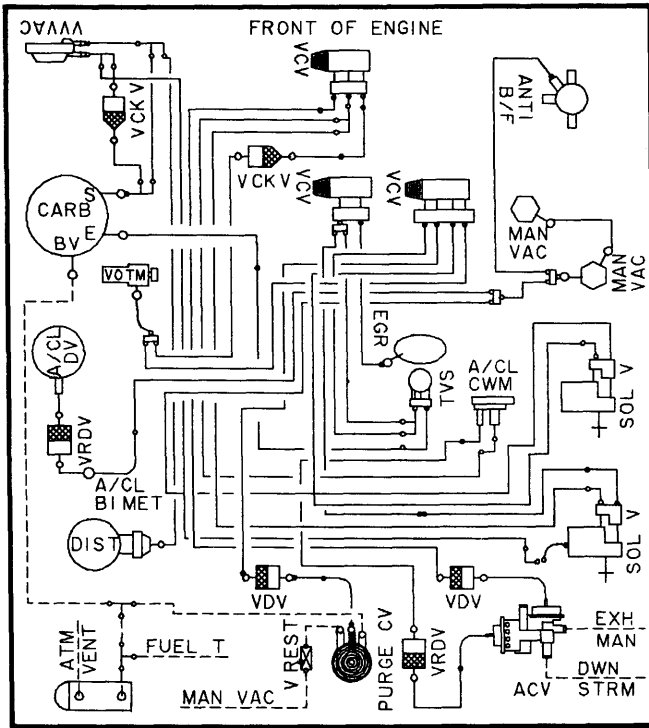 VVVAC
FRONT OF ENGINE
VCV
VCKV
ANTI
B/F
VCKV
CARB
S
E
BV
VCV
VCV
MAN
VAC
MAN
VAC
VOTM
A/CL
DV
EGR
TVS
A/CL
CWM
V
SOL
VRDV
A/CL
BIMET
DIST
V
SOL
VDV
VDV
ATM
VENT
FUEL T
V REST
PURGE CV
VRDV
EXH
MAN
MAN VAC
ACV
DWN
STRM